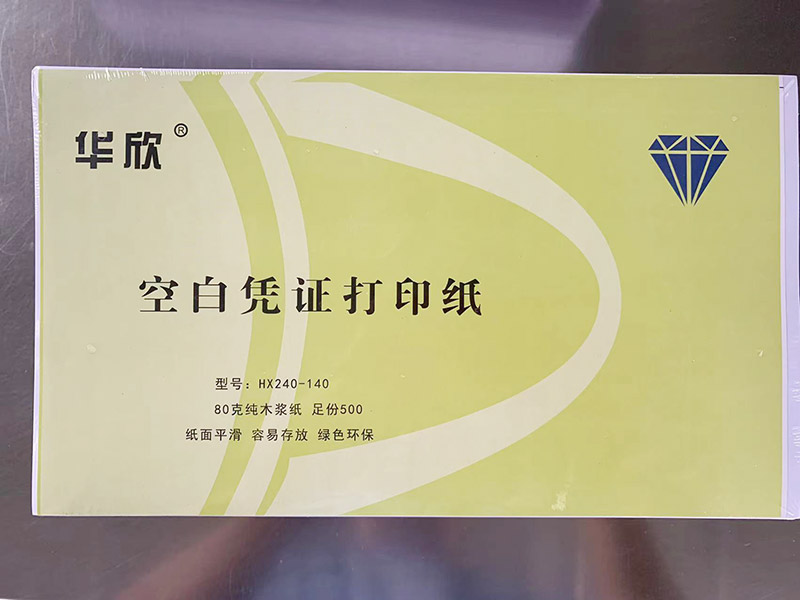 华欣®
空白凭证打印纸
型号：HX240-140
80克纯木浆纸 足份500
纸面平滑 容易存放 绿色环保